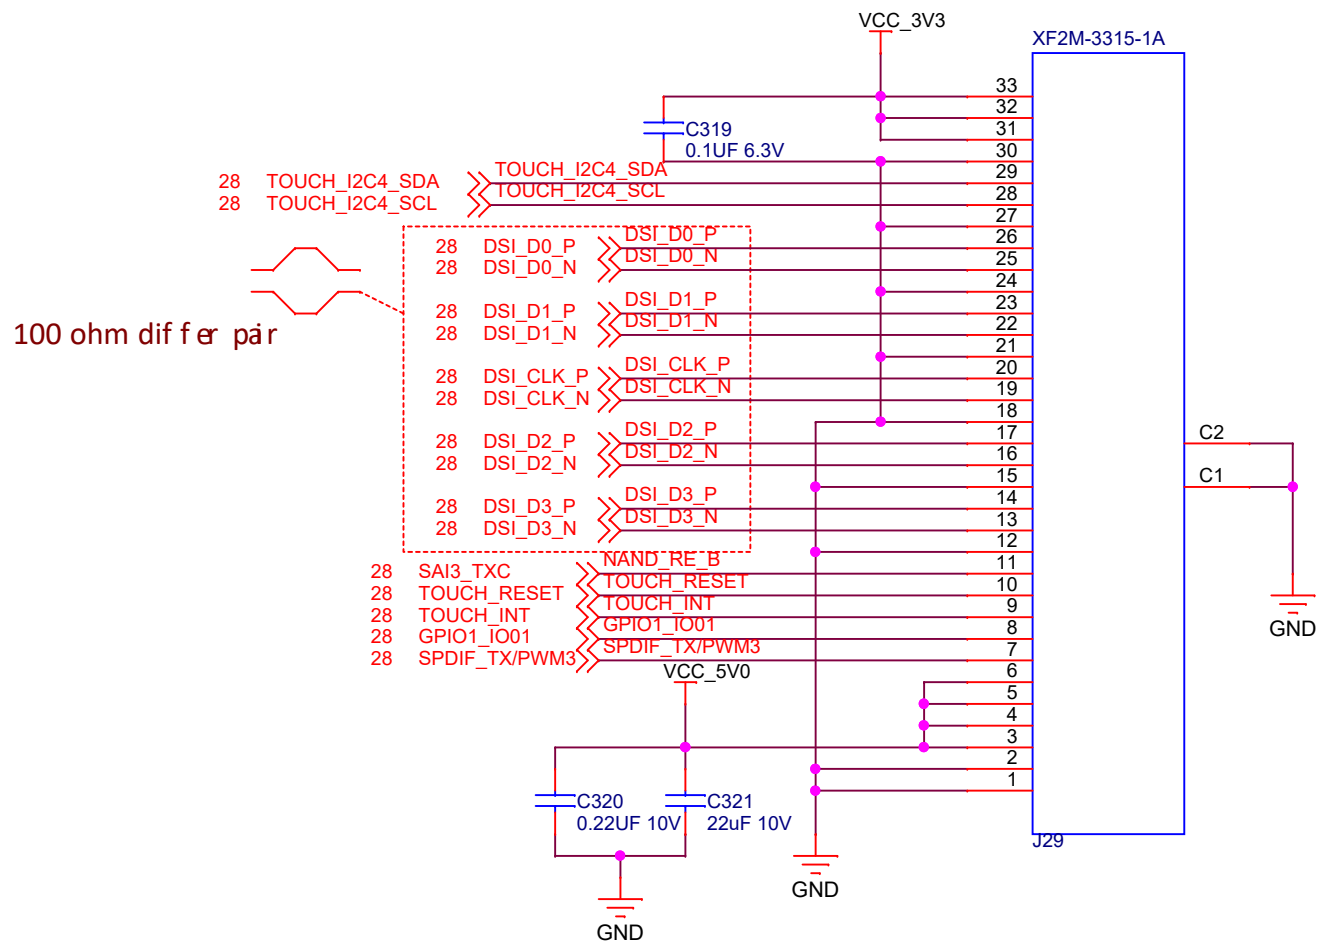 VCC_3V3
XF2M-3315-1A
33
32
31
C319
0.1UF 6.3V
30
28 TOUCH_I2C4_SDA TOUCH_I2C4_SDA 29
28 TOUCH_I2C4_SCL TOUCH_I2C4_SCL 28
27
28 DSI_D0_P DSI_D0_P 26
28 DSI_D0_N DSI_D0_N 25
24
28 DSI_D1_P DSI_D1_P 23
28 DSI_D1_N DSI_D1_N 22
100 ohm differ pair
21
28 DSI_CLK_P DSI_CLK_P 20
28 DSI_CLK_N DSI_CLK_N 19
18
28 DSI_D2_P DSI_D2_P 17
C2
28 DSI_D2_N DSI_D2_N 16
15
C1
28 DSI_D3_P DSI_D3_P 14
28 DSI_D3_N DSI_D3_N 13
12
28 SAI3_TXC NAND_RE_B 11
28 TOUCH_RESET TOUCH_RESET 10
28 TOUCH_INT TOUCH_INT 9
28 GPIO1_IO01 GPIO1_IO01 8
28 SPDIF_TX/PWM3 SPDIF_TX/PWM3 7
GND
VCC_5V0
6
5
4
3
2
1
C320
0.22UF 10V
C321
22uF 10V
J29
GND
GND